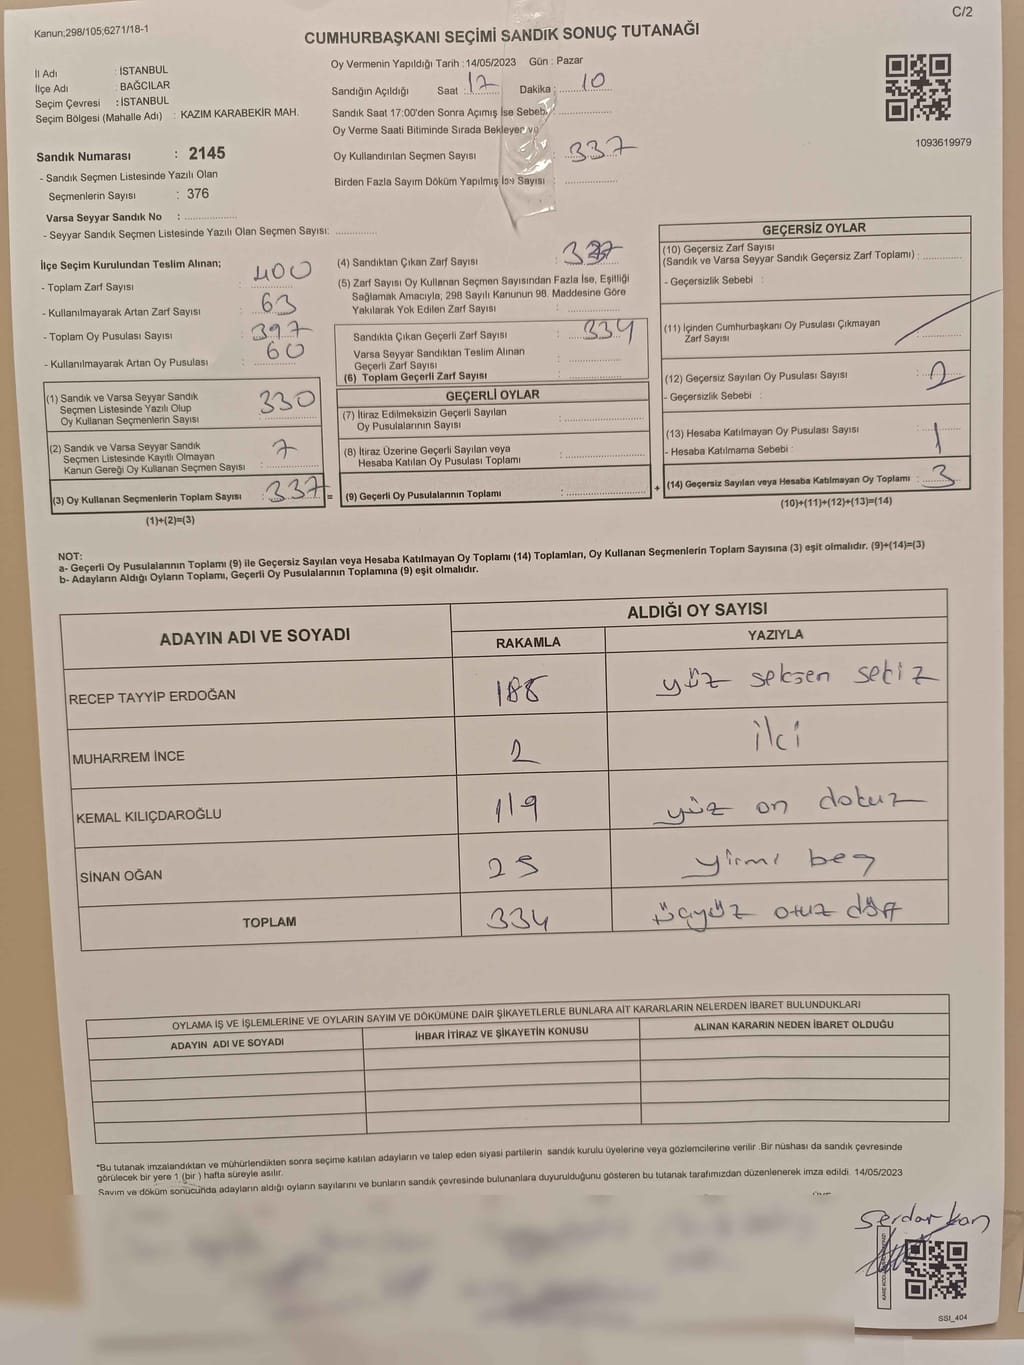 C/2
Kanun;298/105;6271/18-1
CUMHURBAŞKANI SEÇİMİ SANDIK SONUÇ TUTANAĞI
İl Adı : İSTANBUL
İlçe Adı : BAĞCILAR
Seçim Çevresi : İSTANBUL
Seçim Bölgesi (Mahalle Adı) : KAZIM KARABEKİR MAH.
Sandık Numarası : 2145
- Sandık Seçmen Listesinde Yazılı Olan
Seçmenlerin Sayısı : 376
Varsa Seyyar Sandık No :
- Seyyar Sandık Seçmen Listesinde Yazılı Olan Seçmen Sayısı:
Oy Vermenin Yapıldığı Tarih :14/05/2023 Gün : Pazar
Sandığın Açıldığı Saat : 17 Dakika : 10
Sandık Saat 17:00'den Sonra Açımış İse Sebebi
Oy Verme Saati Bitiminde Sırada Bekleyen ve
Oy Kullandırılan Seçmen Sayısı : 337
Birden Fazla Sayım Döküm Yapılmış İse Sayısı :
1093619979
İlçe Seçim Kurulundan Teslim Alınan;
- Toplam Zarf Sayısı : 400
- Kullanılmayarak Artan Zarf Sayısı : 63
- Toplam Oy Pusulası Sayısı : 397
- Kullanılmayarak Artan Oy Pusulası : 60
(1) Sandık ve Varsa Seyyar Sandık
Seçmen Listesinde Yazılı Olup
Oy Kullanan Seçmenlerin Sayısı : 330
(2) Sandık ve Varsa Seyyar Sandık
Seçmen Listesinde Kayıtlı Olmayan
Kanun Gereği Oy Kullanan Seçmen Sayısı : 7
(3) Oy Kullanan Seçmenlerin Toplam Sayısı : 337 =
(1)+(2)=(3)
(4) Sandıktan Çıkan Zarf Sayısı : 337
(5) Zarf Sayısı Oy Kullanan Seçmen Sayısından Fazla İse, Eşitliği
Sağlamak Amacıyla; 298 Sayılı Kanunun 98. Maddesine Göre
Yakılarak Yok Edilen Zarf Sayısı :
Sandıkta Çıkan Geçerli Zarf Sayısı : 334
Varsa Seyyar Sandıktan Teslim Alınan
Geçerli Zarf Sayısı :
(6) Toplam Geçerli Zarf Sayısı :
GEÇERLİ OYLAR
(7) İtiraz Edilmeksizin Geçerli Sayılan
Oy Pusulalarının Sayısı :
(8) İtiraz Üzerine Geçerli Sayılan veya
Hesaba Katılan Oy Pusulası Toplamı :
(9) Geçerli Oy Pusulalarının Toplamı : +
GEÇERSİZ OYLAR
(10) Geçersiz Zarf Sayısı
(Sandık ve Varsa Seyyar Sandık Geçersiz Zarf Toplamı) :
- Geçersizlik Sebebi :
(11) İçinden Cumhurbaşkanı Oy Pusulası Çıkmayan
Zarf Sayısı :
(12) Geçersiz Sayılan Oy Pusulası Sayısı : 2
- Geçersizlik Sebebi :
(13) Hesaba Katılmayan Oy Pusulası Sayısı : 1
- Hesaba Katılmama Sebebi :
(14) Geçersiz Sayılan veya Hesaba Katılmayan Oy Toplamı : 3
(10)+(11)+(12)+(13)=(14)
NOT:
a- Geçerli Oy Pusulalarının Toplamı (9) ile Geçersiz Sayılan veya Hesaba Katılmayan Oy Toplamı (14) Toplamları, Oy Kullanan Seçmenlerin Toplam Sayısına (3) eşit olmalıdır. (9)+(14)=(3)
b- Adayların Aldığı Oyların Toplamı, Geçerli Oy Pusulalarının Toplamına (9) eşit olmalıdır.
ADAYIN ADI VE SOYADI
ALDIĞI OY SAYISI
RAKAMLA YAZIYLA
RECEP TAYYİP ERDOĞAN 188 yüz seksen sekiz
MUHARREM İNCE 2 iki
KEMAL KILIÇDAROĞLU 119 yüz on dokuz
SİNAN OĞAN 25 yirmi beş
TOPLAM 334 üçyüz otuz dört
OYLAMA İŞ VE İŞLEMLERİNE VE OYLARIN SAYIM VE DÖKÜMÜNE DAİR ŞİKAYETLERLE BUNLARA AİT KARARLARIN NELERDEN İBARET BULUNDUKLARI
ADAYIN ADI VE SOYADI İHBAR İTİRAZ VE ŞİKAYETİN KONUSU ALINAN KARARIN NEDEN İBARET OLDUĞU
*Bu tutanak imzalandıktan ve mühürlendikten sonra seçime katılan adayların ve talep eden siyasi partilerin sandık kurulu üyelerine veya gözlemcilerine verilir .Bir nüshası da sandık çevresinde
görülecek bir yere 1 (bir ) hafta süreyle asılır.
Sayım ve döküm sonucunda adayların aldığı oyların sayılarını ve bunların sandık çevresinde bulunanlara duyurulduğunu gösteren bu tutanak tarafımızdan düzenlenerek imza edildi. 14/05/2023
Serdar kan
SSI_404